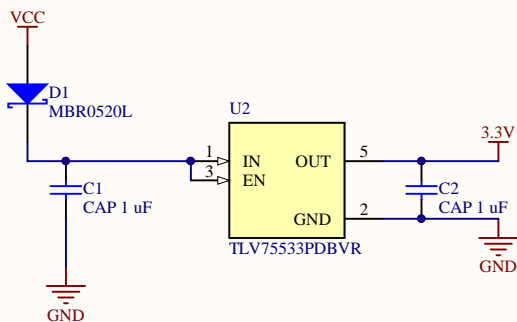 VCC
D1
MBR0520L
U2
1
IN
OUT
5
3.3V
3
EN
C1
CAP 1 uF
C2
CAP 1 uF
GND
2
TLV75533PDBVR
GND
GND